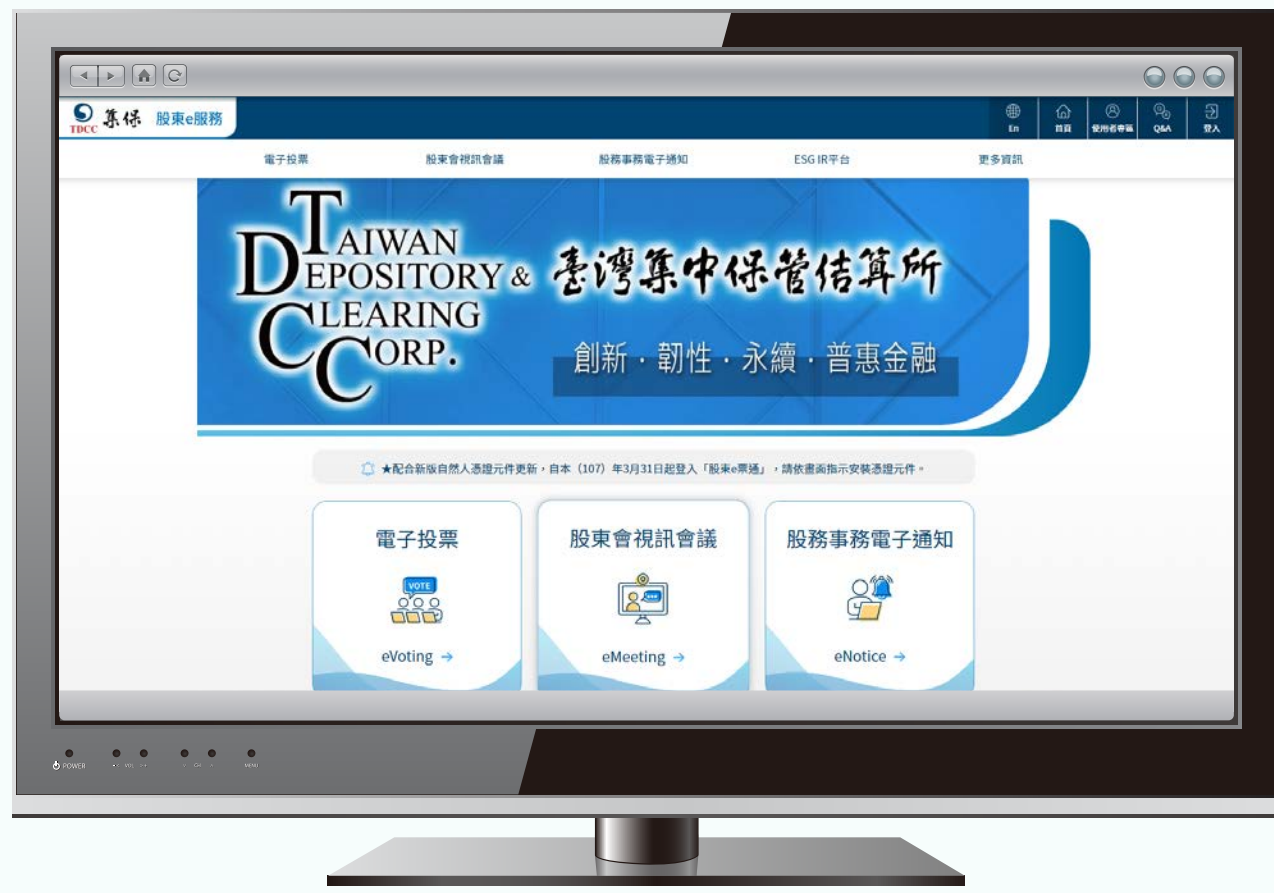 集保 股東e服務
TDCC
En
首頁
使用者專區
Q&A
登入
電子投票
股東會視訊會議
股務事務電子通知
ESG IR平台
更多資訊
TAIWAN
DEPOSITORY &
CLEARING
CORP.
臺灣集中保管结算所
創新・韌性・永續・普惠金融
★配合新版自然人憑證元件更新，自本（107）年3月31日起登入「股東e票通」，請依畫面指示安裝憑證元件。
電子投票
VOTE
eVoting →
股東會視訊會議
eMeeting →
股務事務電子通知
eNotice →
POWER
VOL
CH
MENU